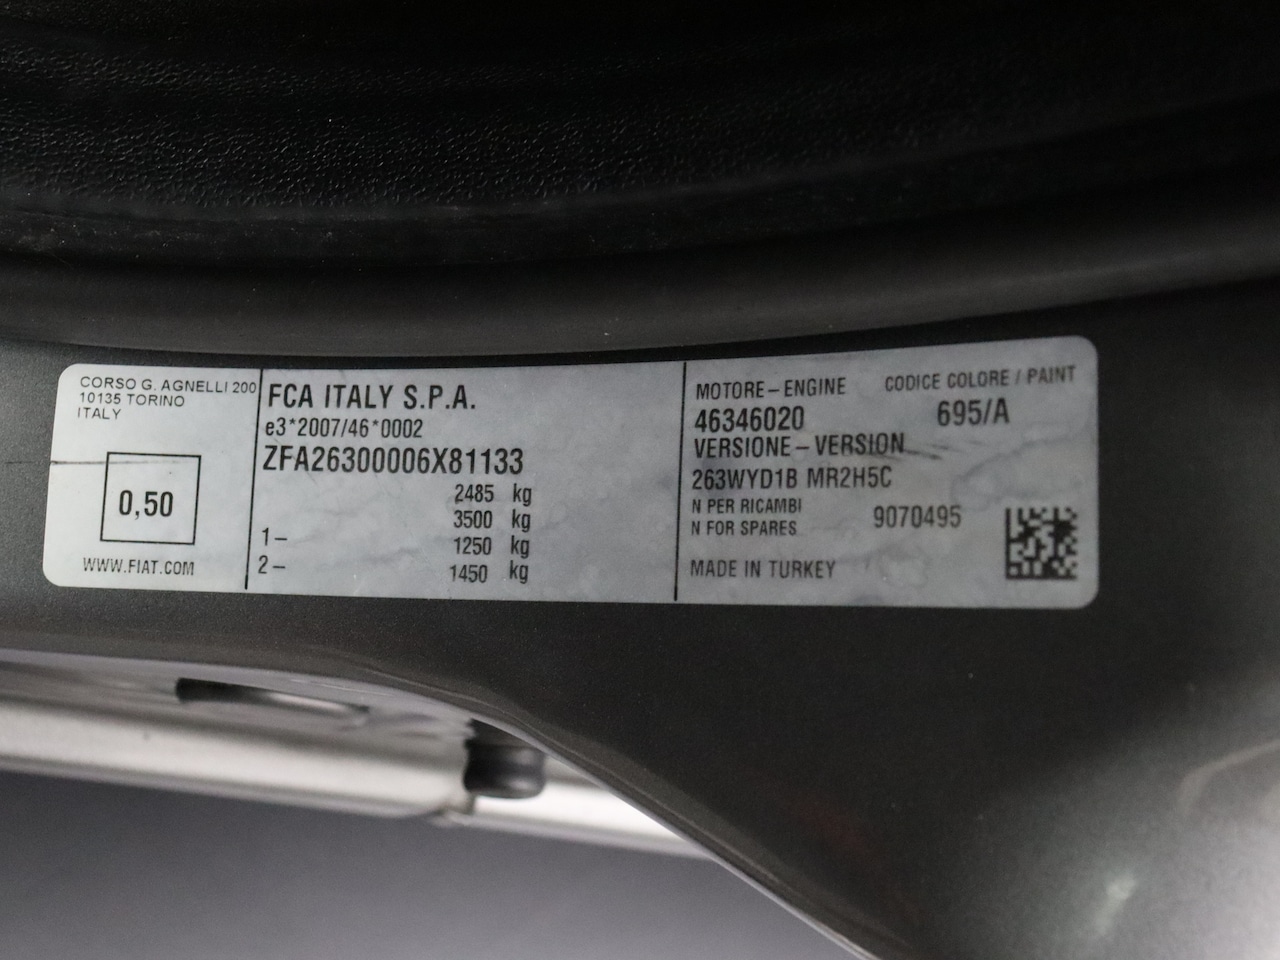 CORSO G. AGNELLI 200
10135 TORINO
ITALY
0,50
WWW.FIAT.COM
FCA ITALY S.P.A.
e3*2007/46*0002
ZFA26300006X81133
2485 kg
3500 kg
1– 1250 kg
2– 1450 kg
MOTORE–ENGINE
46346020
CODICE COLORE / PAINT
695/A
VERSIONE–VERSION
263WYD1B MR2H5C
N PER RICAMBI
N FOR SPARES
9070495
MADE IN TURKEY